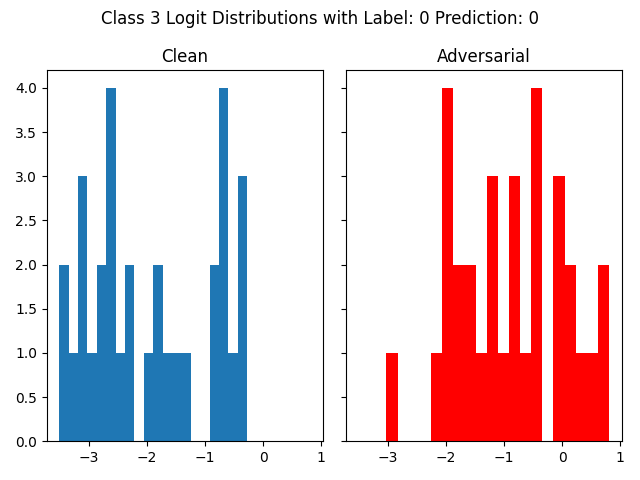 Class 3 Logit Distributions with Label: 0 Prediction: 0
Clean
Adversarial
4.0
3.5
3.0
2.5
2.0
1.5
1.0
0.5
0.0
−3 −2 −1 0 1
−3 −2 −1 0 1